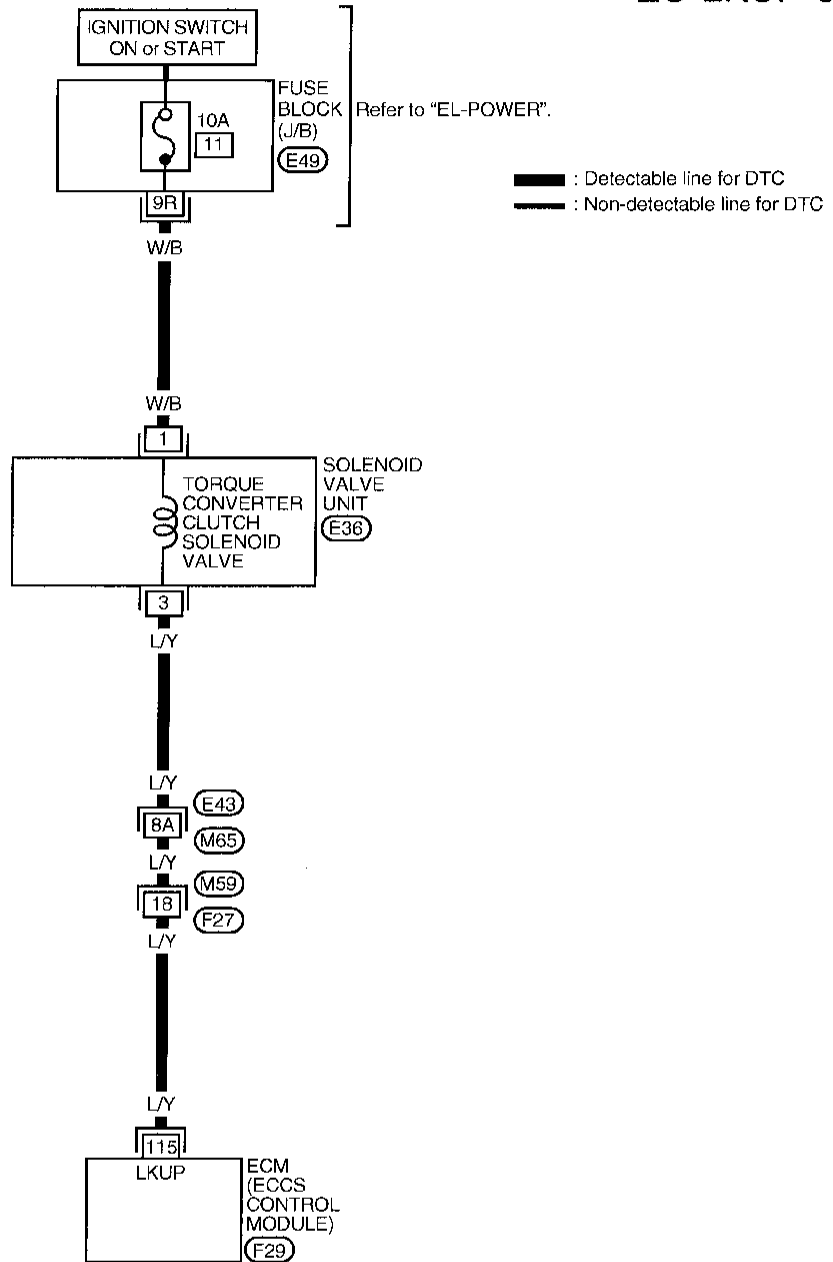 IGNITION SWITCH
ON or START
FUSE
BLOCK
(J/B)
E49
Refer to "EL-POWER".
10A
11
9R
W/B
: Detectable line for DTC
: Non-detectable line for DTC
W/B
1
SOLENOID
VALVE
UNIT
E36
TORQUE
CONVERTER
CLUTCH
SOLENOID
VALVE
3
L/Y
L/Y
E43
8A
M65
L/Y
M59
18
F27
L/Y
L/Y
115
LKUP
ECM
(ECCS
CONTROL
MODULE)
F29